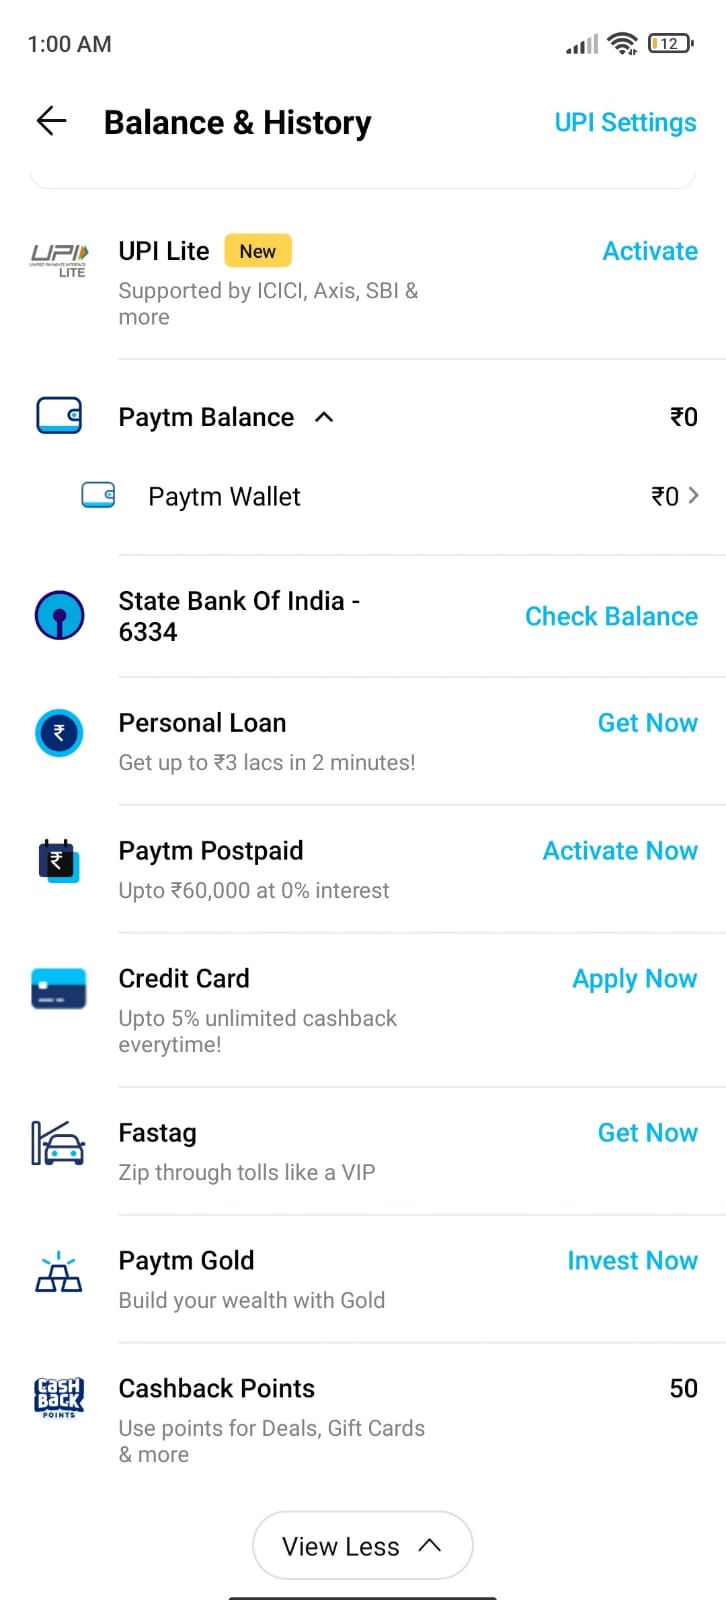 1:00 AM
12
Balance & History
UPI Settings
UPI
LITE
UPI Lite
New
Activate
Supported by ICICI, Axis, SBI &
more
Paytm Balance
₹0
Paytm Wallet
₹0
State Bank Of India -
6334
Check Balance
₹
Personal Loan
Get Now
Get up to ₹3 lacs in 2 minutes!
₹
Paytm Postpaid
Activate Now
Upto ₹60,000 at 0% interest
Credit Card
Apply Now
Upto 5% unlimited cashback
everytime!
Fastag
Get Now
Zip through tolls like a VIP
Paytm Gold
Invest Now
Build your wealth with Gold
CASH
BACK
POINTS
Cashback Points
50
Use points for Deals, Gift Cards
& more
View Less